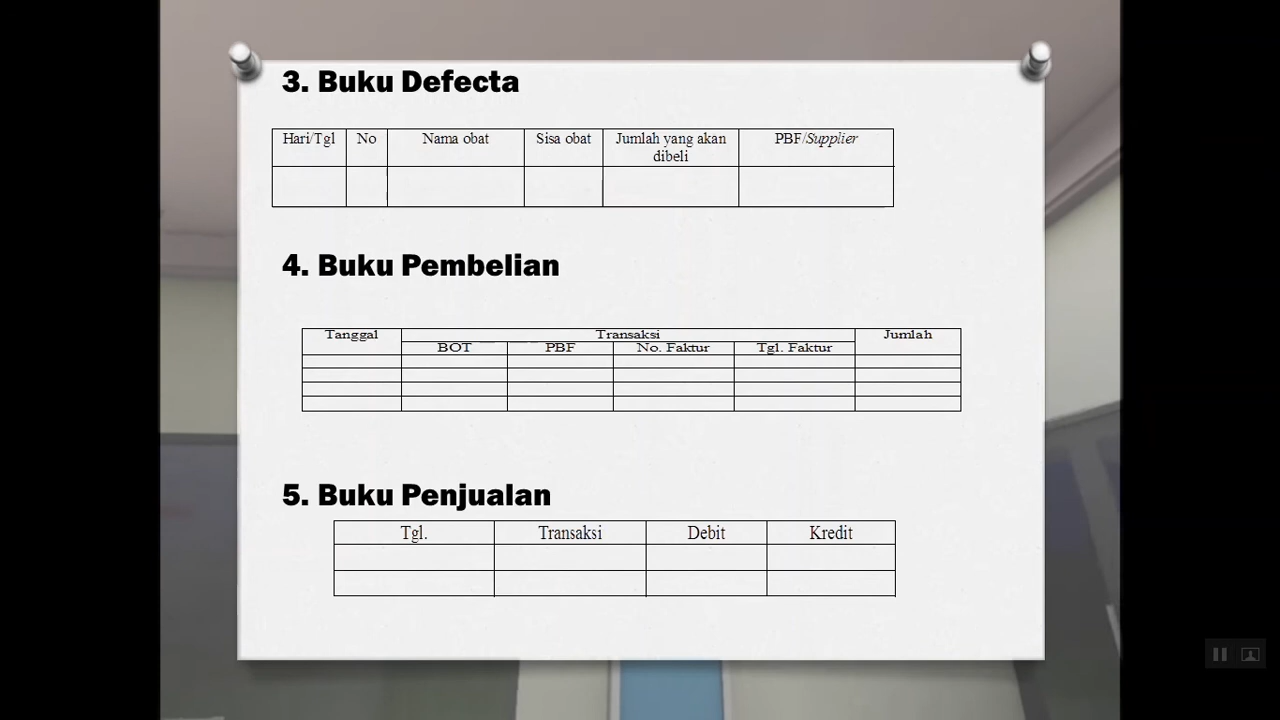 3. Buku Defecta
Hari/Tgl No Nama obat Sisa obat Jumlah yang akan dibeli PBF/Supplier
4. Buku Pembelian
Tanggal Transaksi Jumlah
BOT PBF No. Faktur Tgl. Faktur
5. Buku Penjualan
Tgl. Transaksi Debit Kredit